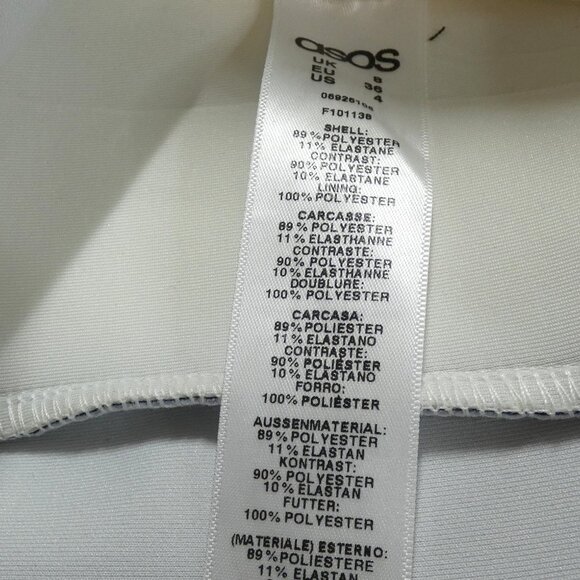 asos
UK 8
EU 36
US 4
F101138
SHELL:
89%POLYESTER
11% ELASTANE
CONTRAST:
90% POLYESTER
10% ELASTANE
LINING:
100% POLYESTER
CARCASSE:
89% POLYESTER
11% ELASTHANNE
CONTRASTE:
90% POLYESTER
10% ELASTHANNE
DOUBLURE:
100% POLYESTER
CARCASA:
89% POLIÉSTER
11% ELASTANO
CONTRASTE:
90% POLIÉSTER
10% ELASTANO
FORRO:
100% POLIÉSTER
AUSSENMATERIAL:
89% POLYESTER
11% ELASTAN
KONTRAST:
90% POLYESTER
10% ELASTAN
FUTTER:
100% POLYESTER
(MATERIALE) ESTERNO:
89%POLIESTERE
11% ELASTAN